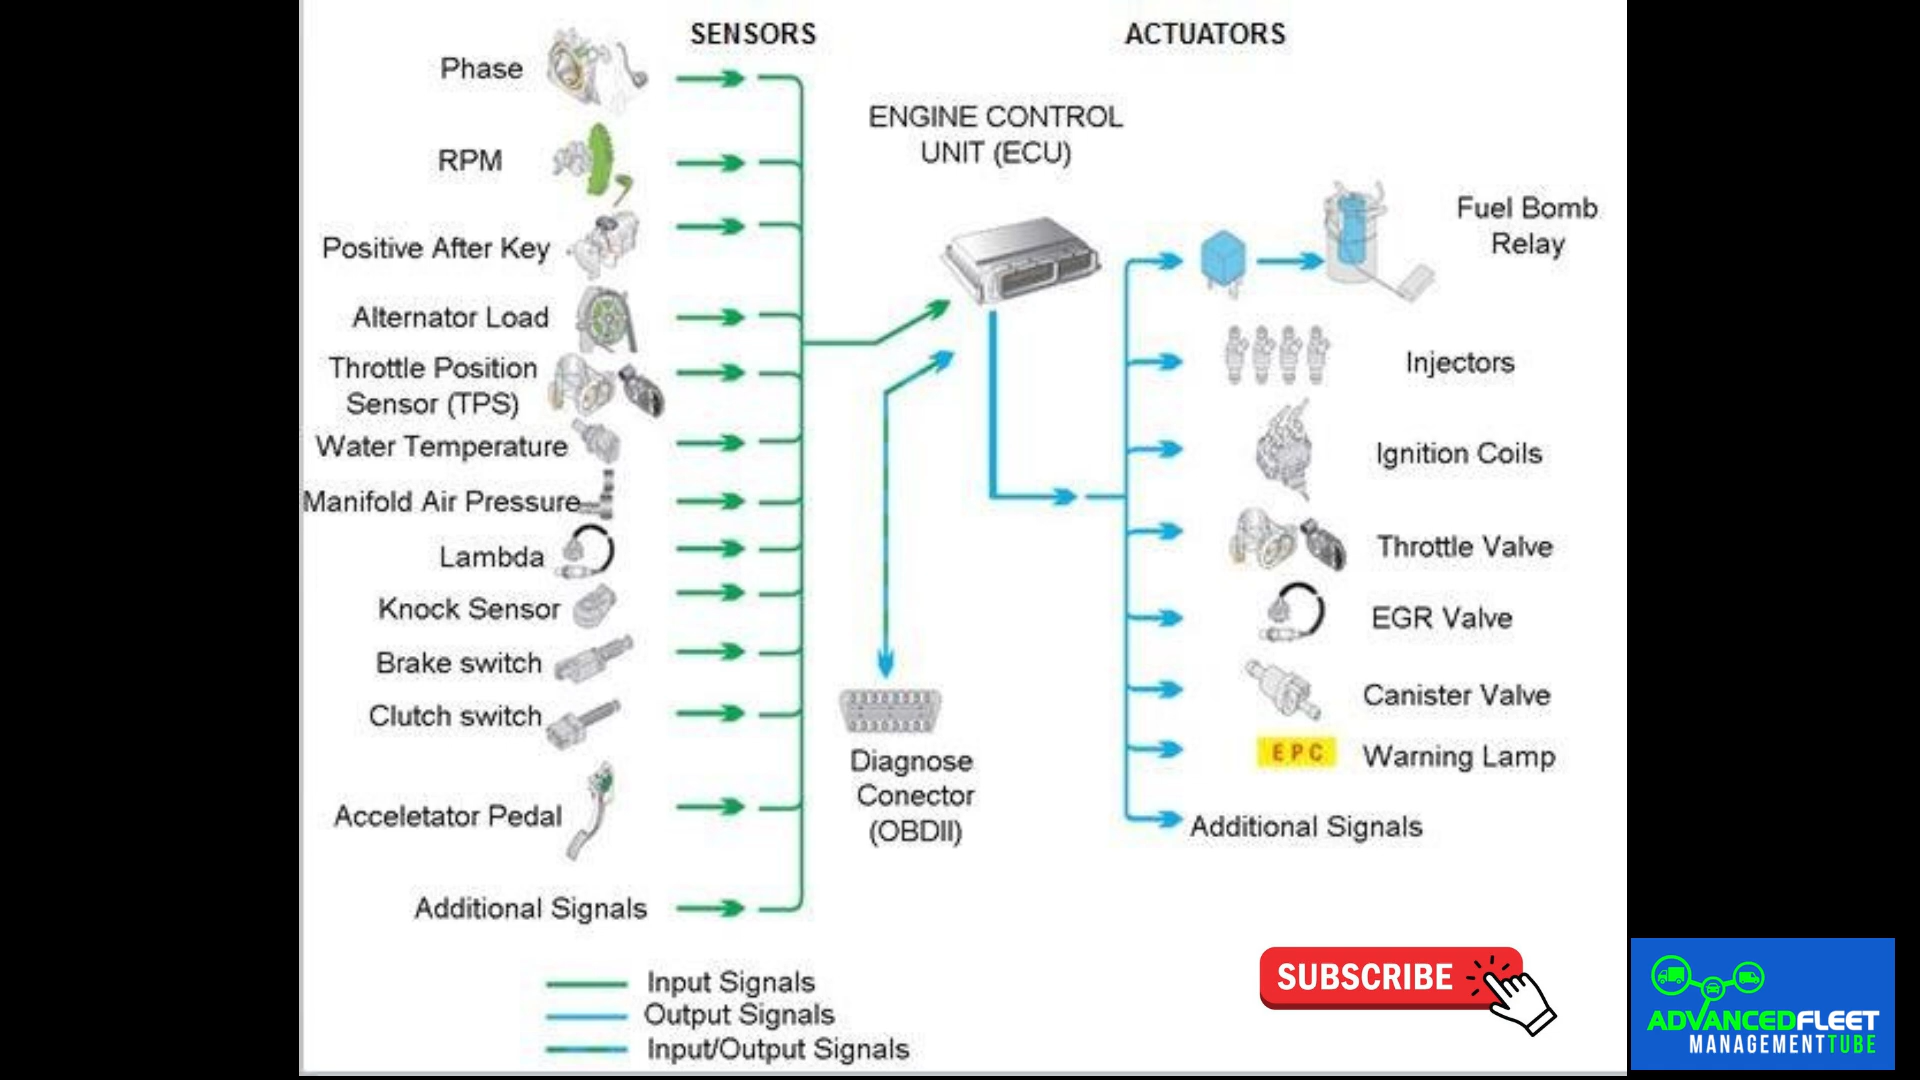 SENSORS
ACTUATORS
Phase
RPM
Positive After Key
Alternator Load
Throttle Position
Sensor (TPS)
Water Temperature
Manifold Air Pressure
Lambda
Knock Sensor
Brake switch
Clutch switch
Acceletator Pedal
Additional Signals
ENGINE CONTROL
UNIT (ECU)
Diagnose
Conector
(OBDII)
Fuel Bomb
Relay
Injectors
Ignition Coils
Throttle Valve
EGR Valve
Canister Valve
EPC
Warning Lamp
Additional Signals
Input Signals
Output Signals
Input/Output Signals
SUBSCRIBE
ADVANCEDFLEET
MANAGEMENTTUBE